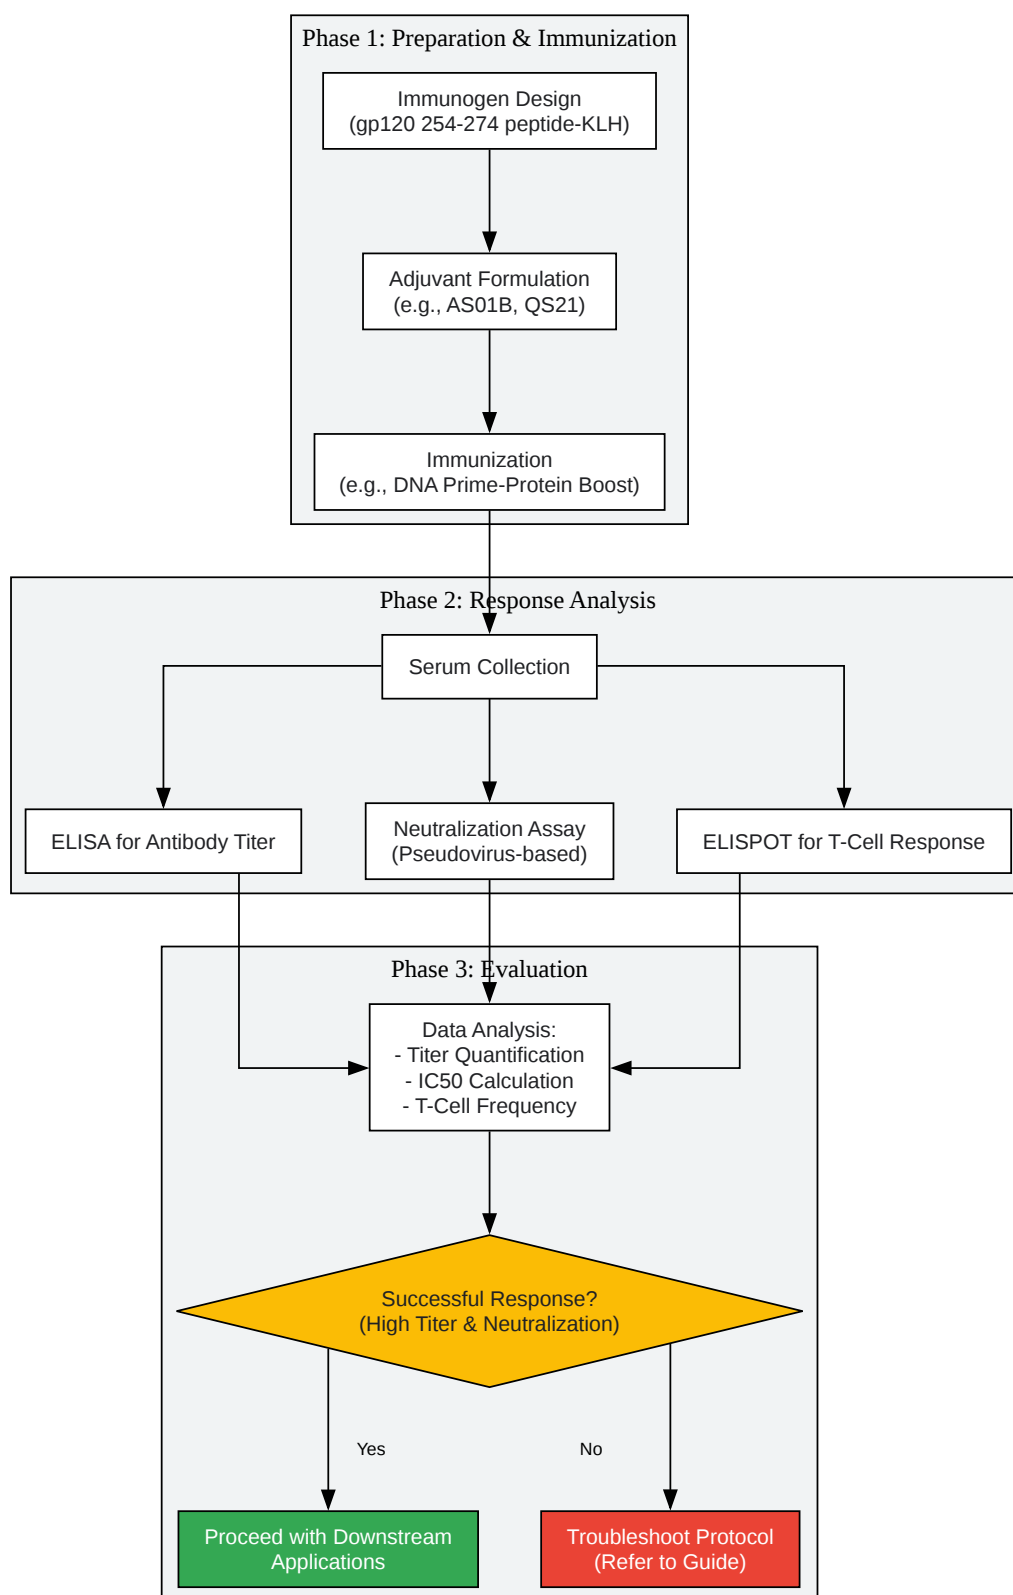 Phase 1: Preparation & Immunization
Immunogen Design
(gp120 254-274 peptide-KLH)
Adjuvant Formulation
(e.g., AS01B, QS21)
Immunization
(e.g., DNA Prime-Protein Boost)
Phase 2: Response Analysis
Serum Collection
ELISA for Antibody Titer
Neutralization Assay
(Pseudovirus-based)
ELISPOT for T-Cell Response
Phase 3: Evaluation
Data Analysis:
- Titer Quantification
- IC50 Calculation
- T-Cell Frequency
Successful Response?
(High Titer & Neutralization)
Yes
No
Proceed with Downstream
Applications
Troubleshoot Protocol
(Refer to Guide)